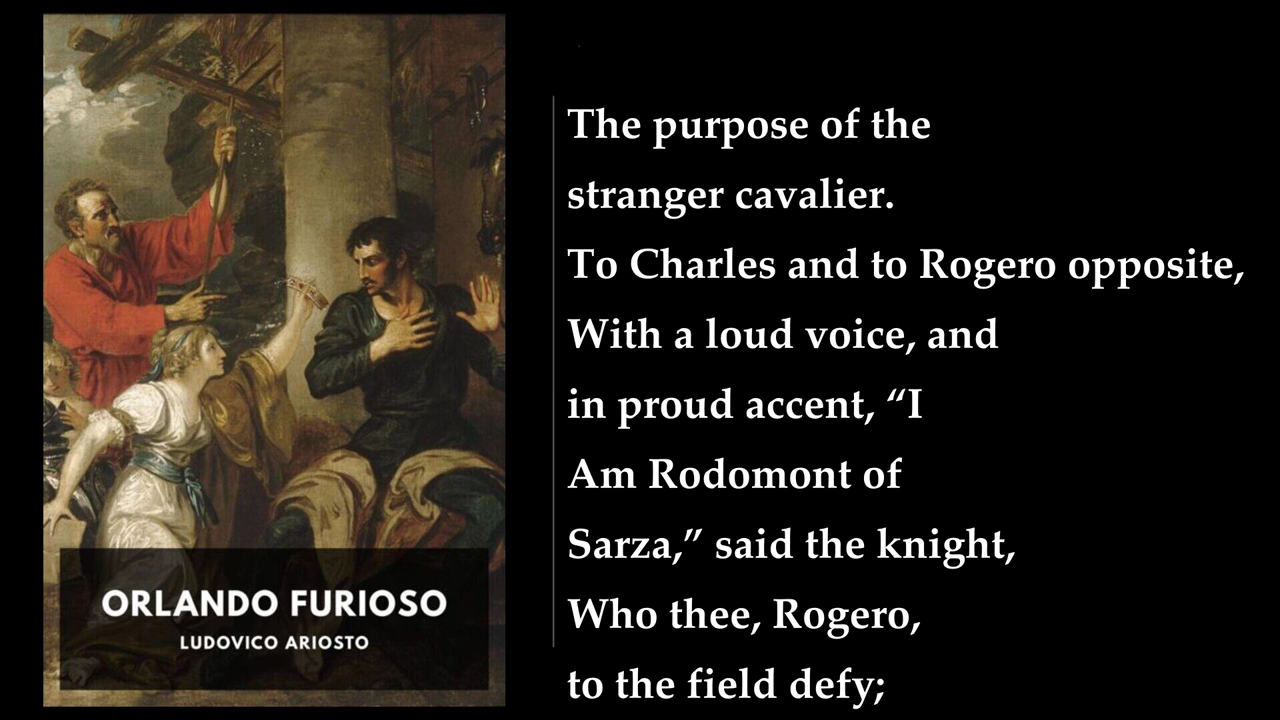 ORLANDO FURIOSO
LUDOVICO ARIOSTO
The purpose of the
stranger cavalier.
To Charles and to Rogero opposite,
With a loud voice, and
in proud accent, “I
Am Rodomont of
Sarza,” said the knight,
Who thee, Rogero,
to the field defy;